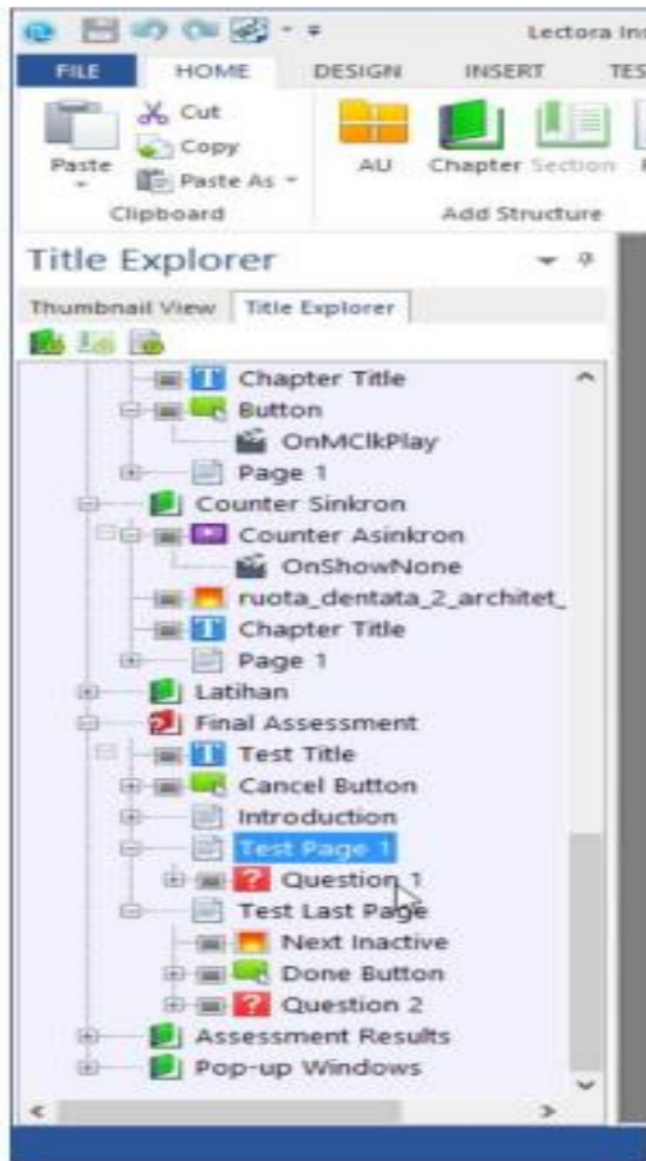 Lectora Ins
FILE HOME DESIGN INSERT TES
Cut
Copy
Paste Paste As AU Chapter Section
Clipboard Add Structure
Title Explorer
Thumbnail View Title Explorer
Chapter Title
Button
OnMClkPlay
Page 1
Counter Sinkron
Counter Asinkron
OnShowNone
ruota_dentata_2_architet_
Chapter Title
Page 1
Latihan
Final Assessment
Test Title
Cancel Button
Introduction
Test Page 1
Question 1
Test Last Page
Next Inactive
Done Button
Question 2
Assessment Results
Pop-up Windows